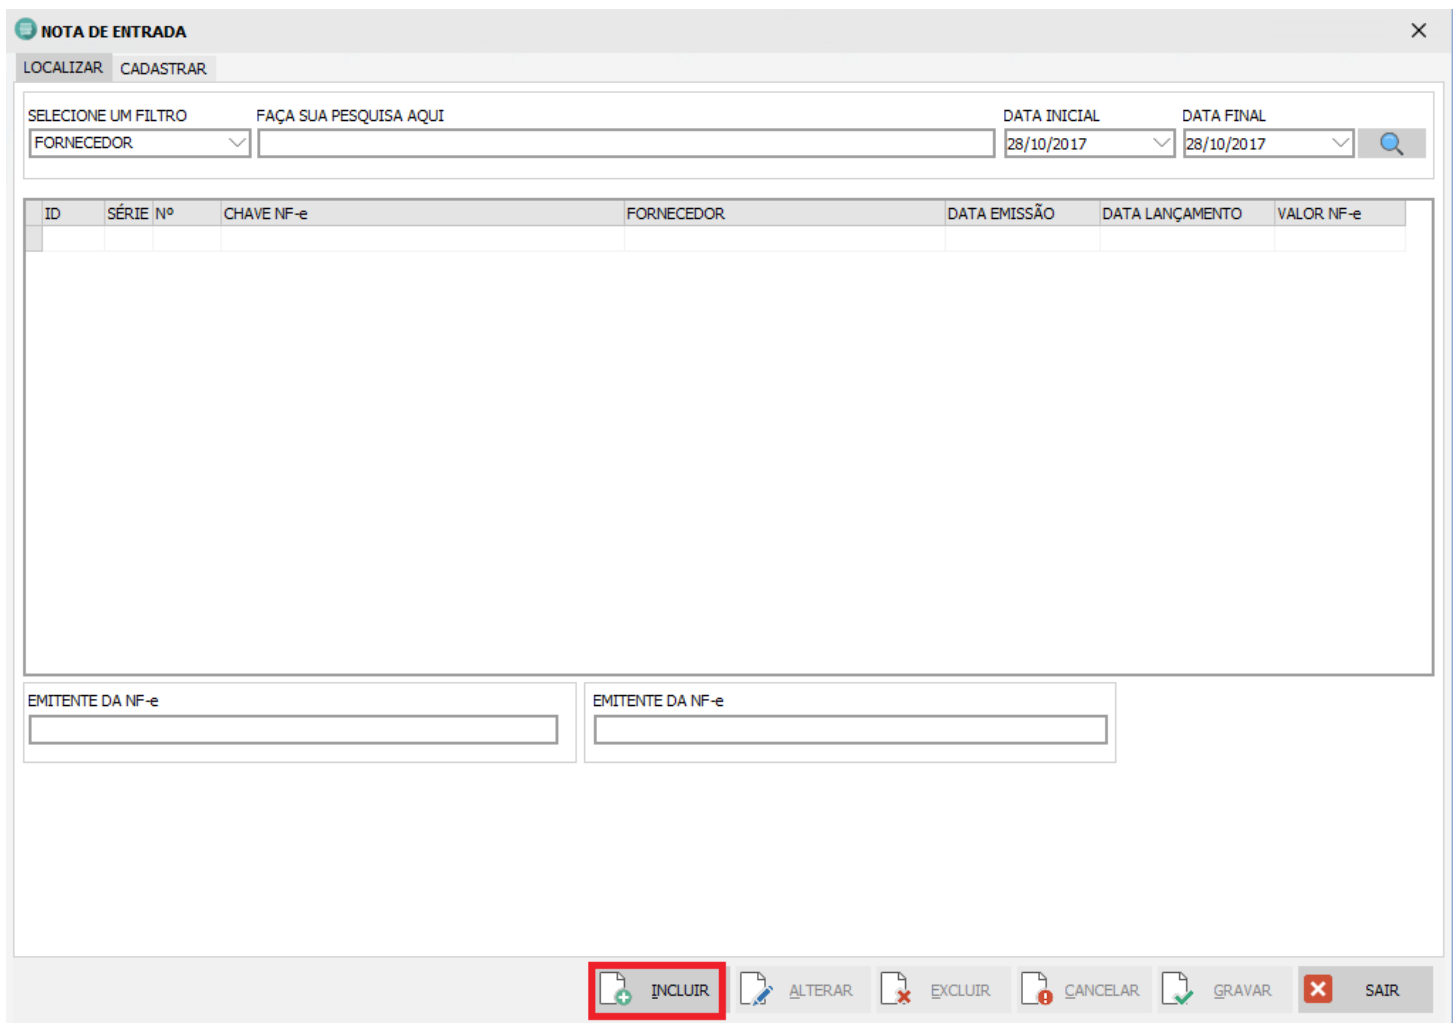 NOTA DE ENTRADA
LOCALIZAR CADASTRAR
SELECIONE UM FILTRO FAÇA SUA PESQUISA AQUI DATA INICIAL DATA FINAL
FORNECEDOR 28/10/2017 28/10/2017
ID SÉRIE Nº CHAVE NF-e FORNECEDOR DATA EMISSÃO DATA LANÇAMENTO VALOR NF-e
EMITENTE DA NF-e EMITENTE DA NF-e
INCLUIR ALTERAR EXCLUIR CANCELAR GRAVAR SAIR